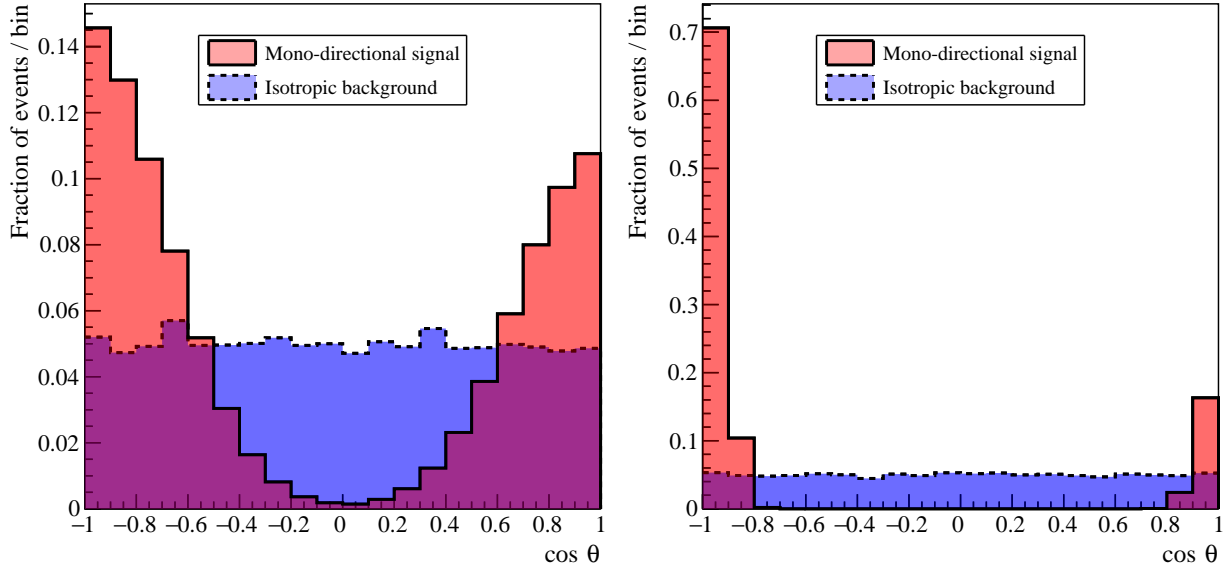 Fraction of events / bin
0.14
0.12
0.1
0.08
0.06
0.04
0.02
0
Mono-directional signal
Isotropic background
−1 −0.8 −0.6 −0.4 −0.2 0 0.2 0.4 0.6 0.8 1
cos θ
Fraction of events / bin
0.7
0.6
0.5
0.4
0.3
0.2
0.1
0
Mono-directional signal
Isotropic background
−1 −0.8 −0.6 −0.4 −0.2 0 0.2 0.4 0.6 0.8 1
cos θ